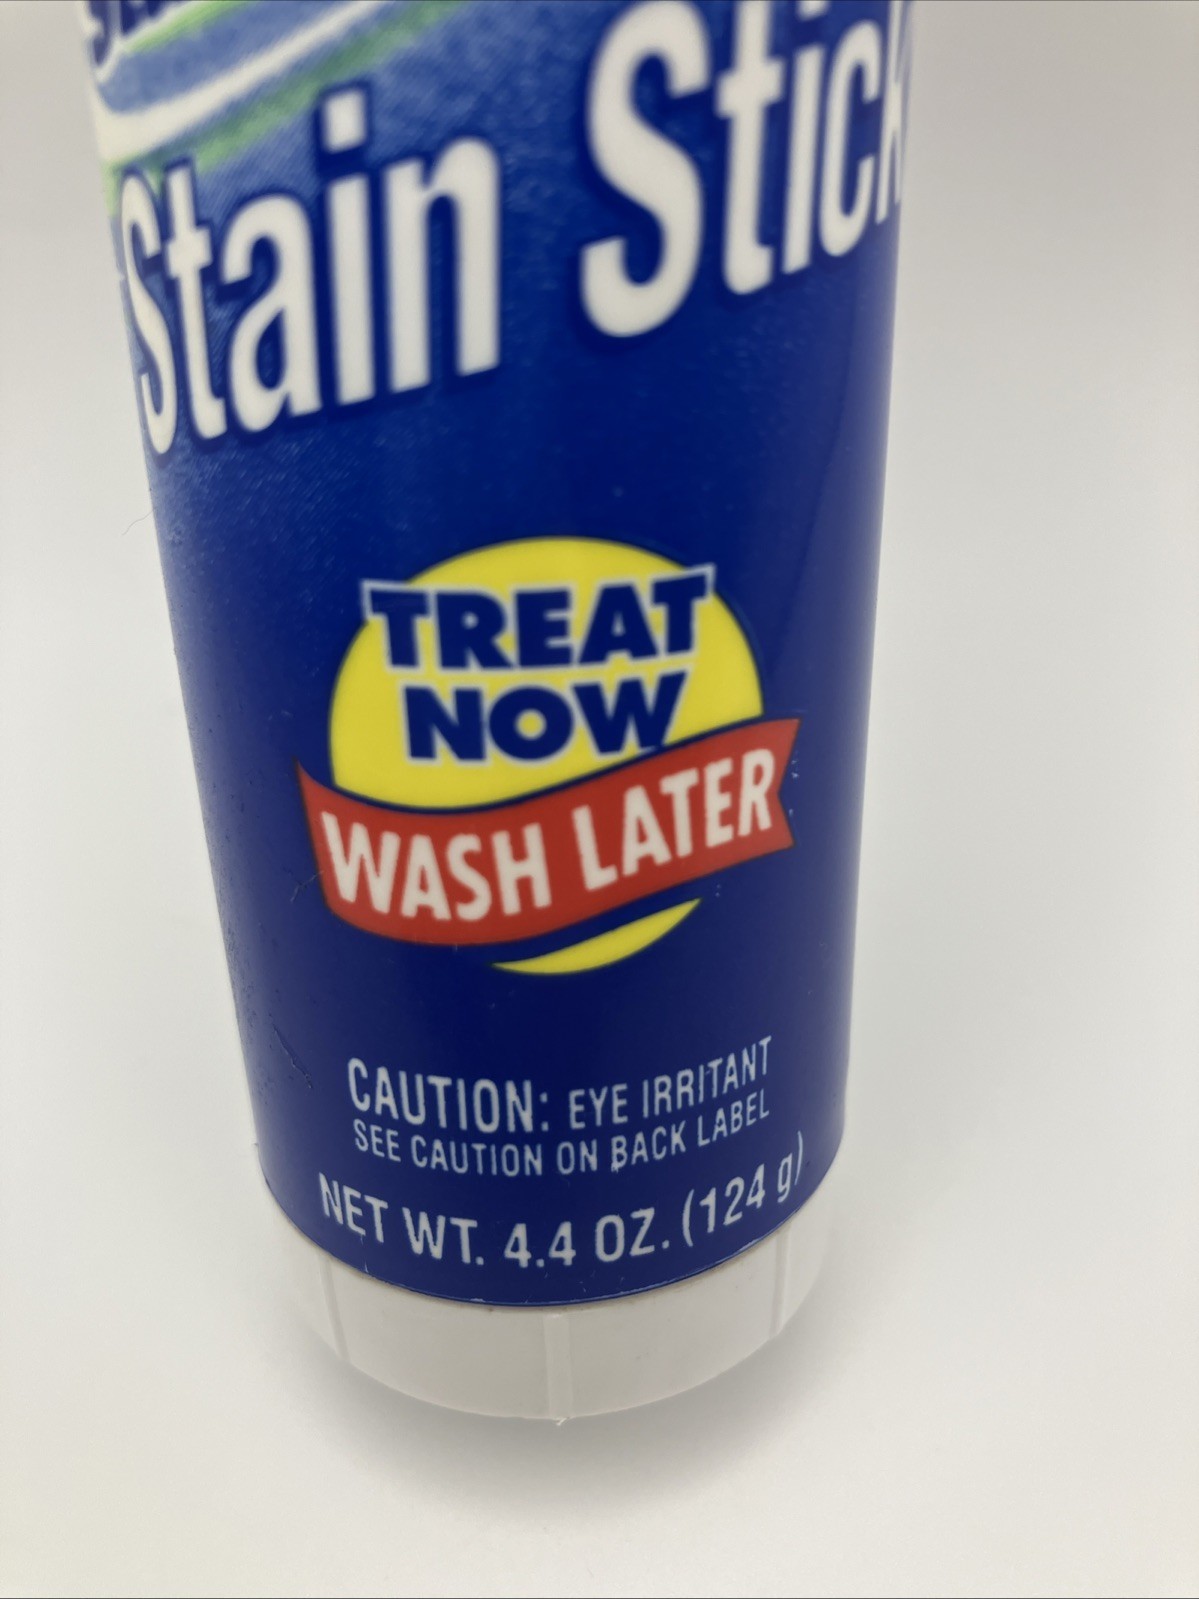 Stain Stick
TREAT
NOW
WASH LATER
CAUTION: EYE IRRITANT
SEE CAUTION ON BACK LABEL
NET WT. 4.4 OZ. (124 g)